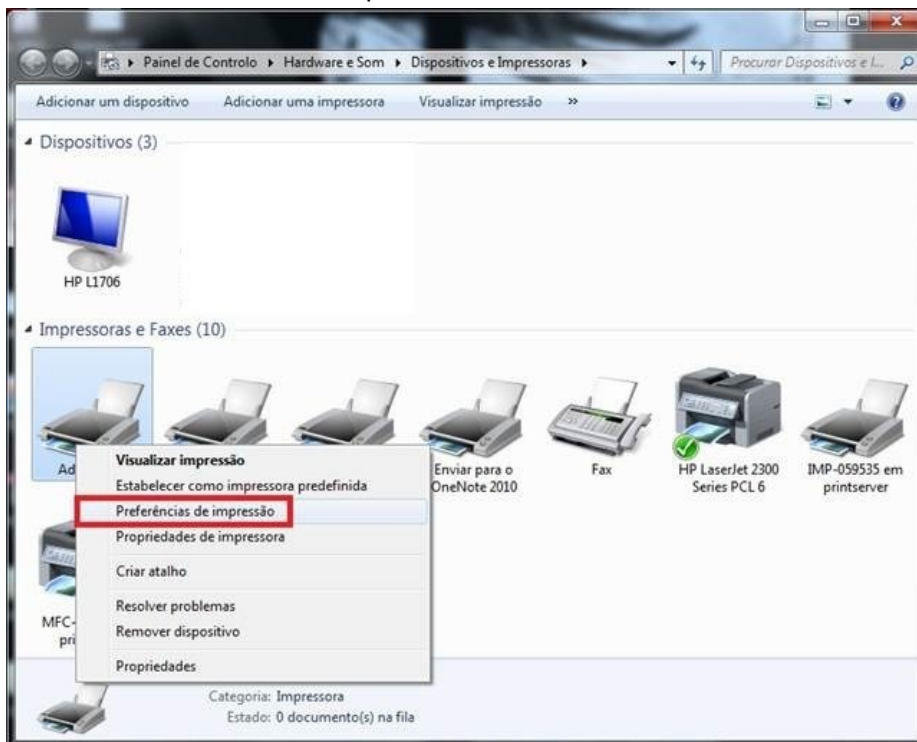 Painel de Controlo ▸ Hardware e Som ▸ Dispositivos e Impressoras ▸
Procurar Dispositivos e I...
Adicionar um dispositivo Adicionar uma impressora Visualizar impressão »
Dispositivos (3)
HP L1706
Impressoras e Faxes (10)
Ad
Enviar para o
OneNote 2010
Fax
HP LaserJet 2300
Series PCL 6
IMP-059535 em
printserver
Visualizar impressão
Estabelecer como impressora predefinida
Preferências de impressão
Propriedades de impressora
Criar atalho
Resolver problemas
Remover dispositivo
Propriedades
MFC-
pri
Categoria: Impressora
Estado: 0 documento(s) na fila